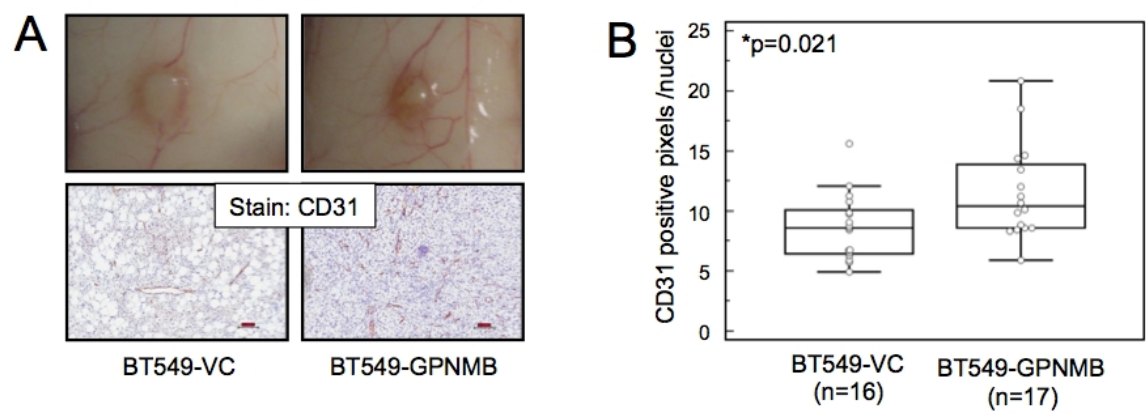 A
Stain: CD31
BT549-VC
BT549-GPNMB
B
CD31 positive pixels /nuclei
25
20
15
10
5
0
*p=0.021
BT549-VC
(n=16)
BT549-GPNMB
(n=17)